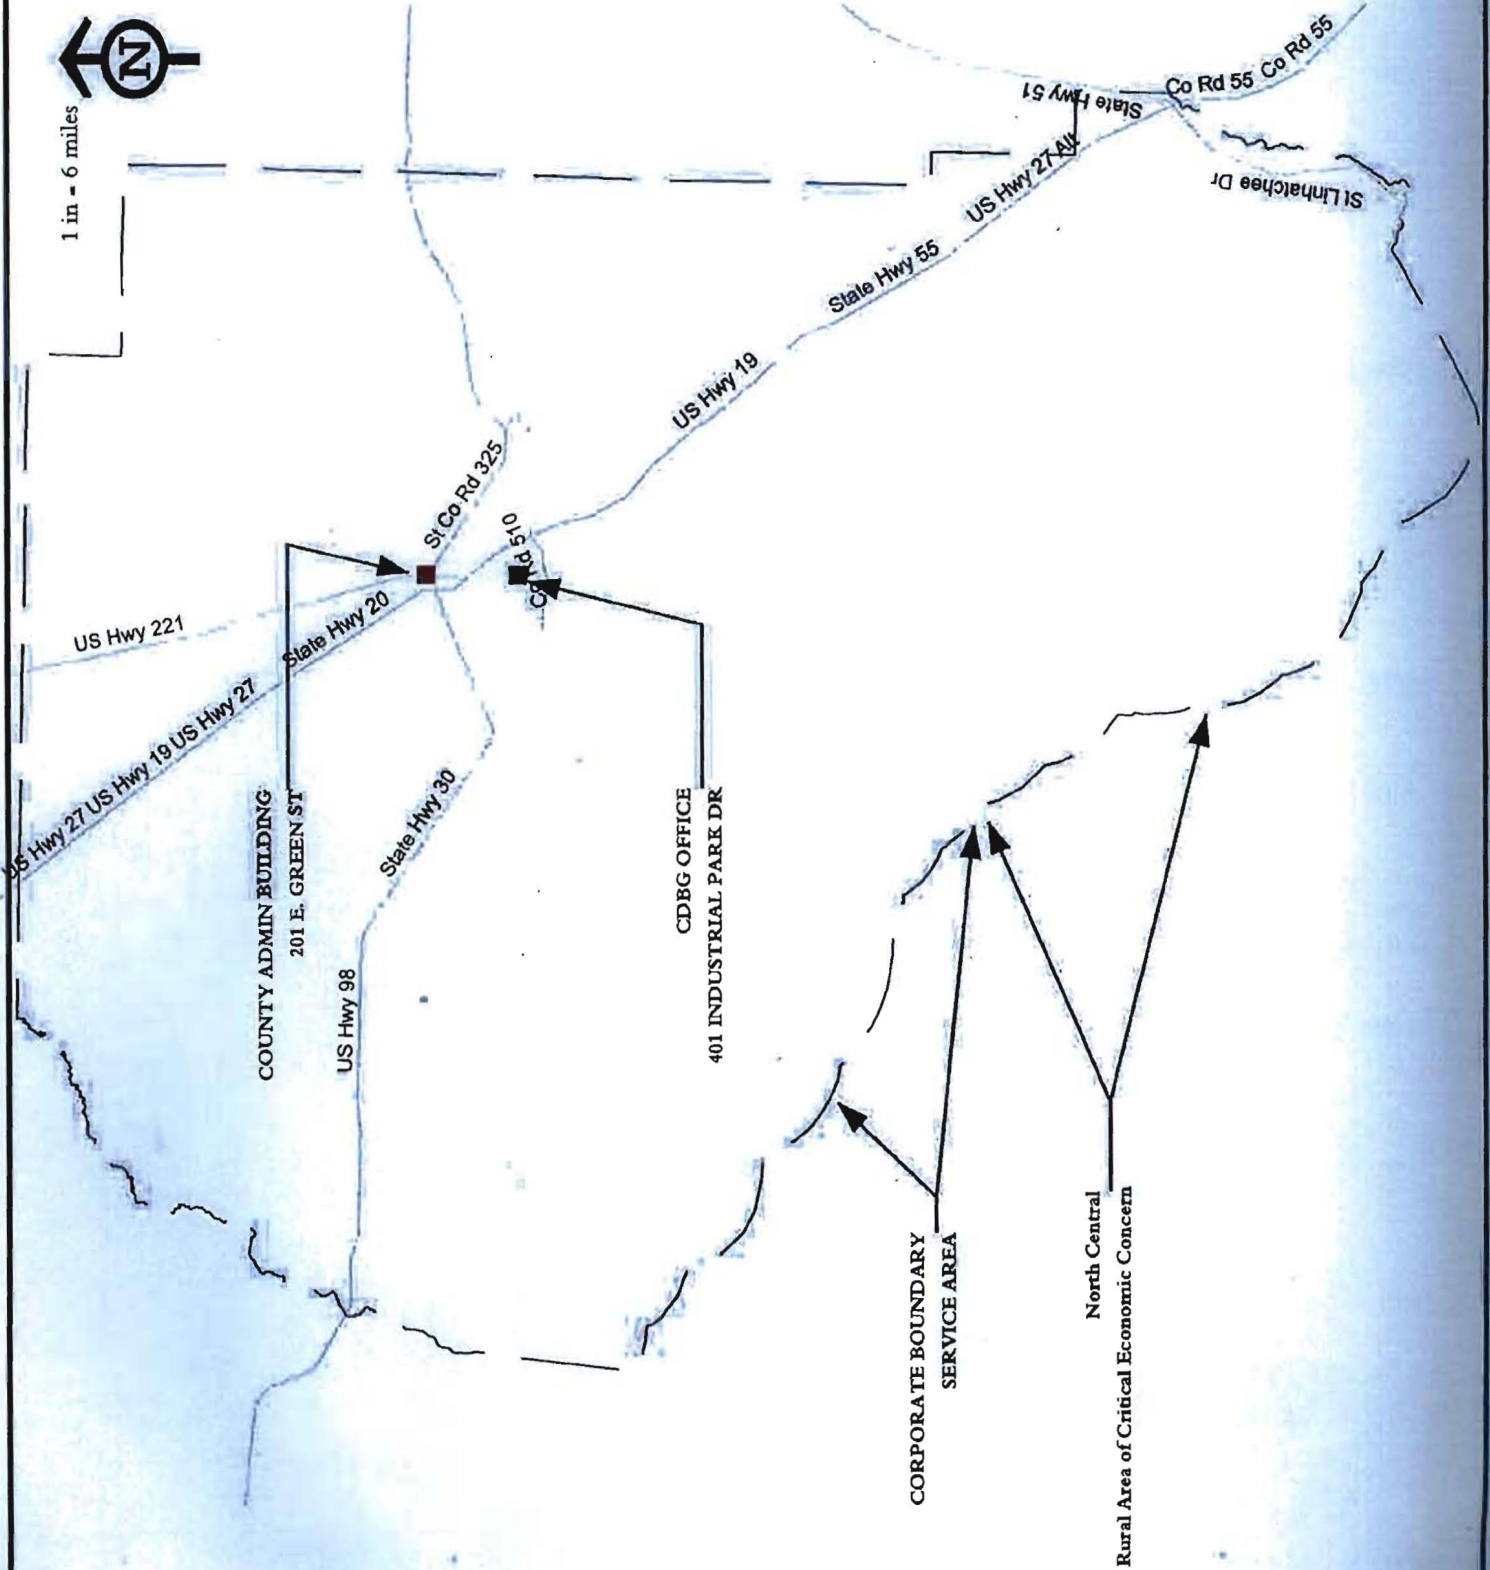 N
1 in = 6 miles
Co Rd 55
Co Rd 55
State Hwy 51
US Hwy 27 Alt
St Linhatchee Dr
State Hwy 55
US Hwy 19
St Co Rd 325
Co Rd 510
US Hwy 221
State Hwy 20
US Hwy 27
US Hwy 19
US Hwy 27
COUNTY ADMIN BUILDING
201 E. GREEN ST
State Hwy 30
US Hwy 98
CDBG OFFICE
401 INDUSTRIAL PARK DR
CORPORATE BOUNDARY
SERVICE AREA
North Central
Rural Area of Critical Economic Concern